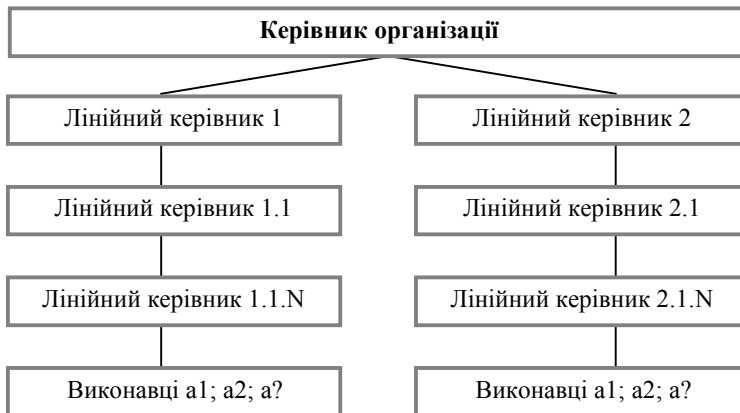 Керівник організації
Лінійний керівник 1
Лінійний керівник 2
Лінійний керівник 1.1
Лінійний керівник 2.1
Лінійний керівник 1.1.N
Лінійний керівник 2.1.N
Виконавці а1; а2; а?
Виконавці а1; а2; а?